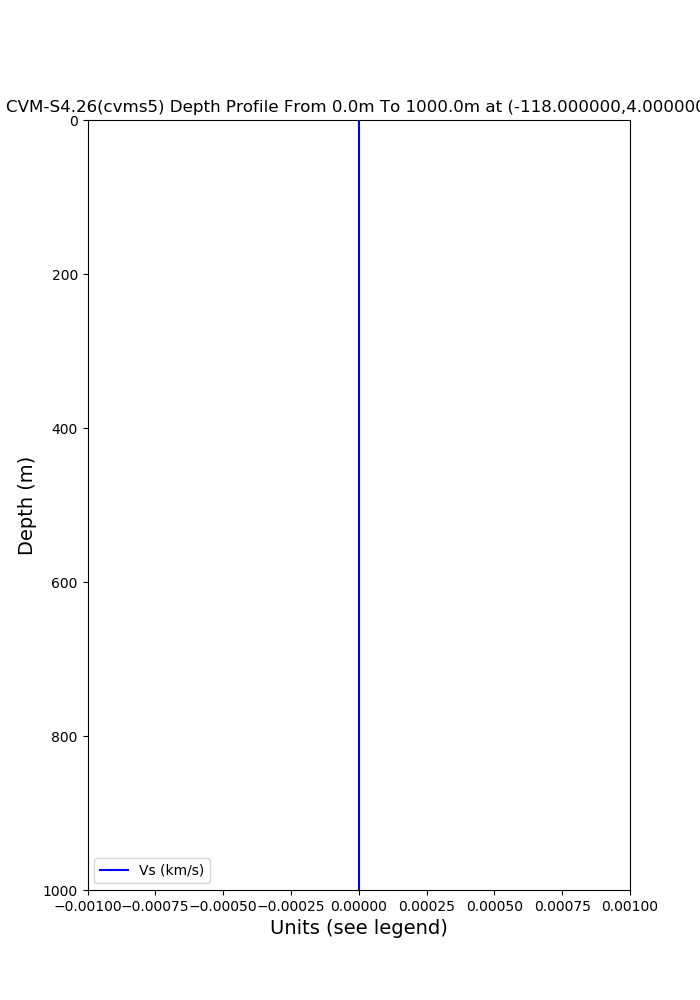 CVM-S4.26(cvms5) Depth Profile From 0.0m To 1000.0m at (-118.000000,4.000000
0
200
400
600
800
1000
Depth (m)
Vs (km/s)
−0.00100 −0.00075 −0.00050 −0.00025 0.00000 0.00025 0.00050 0.00075 0.00100
Units (see legend)